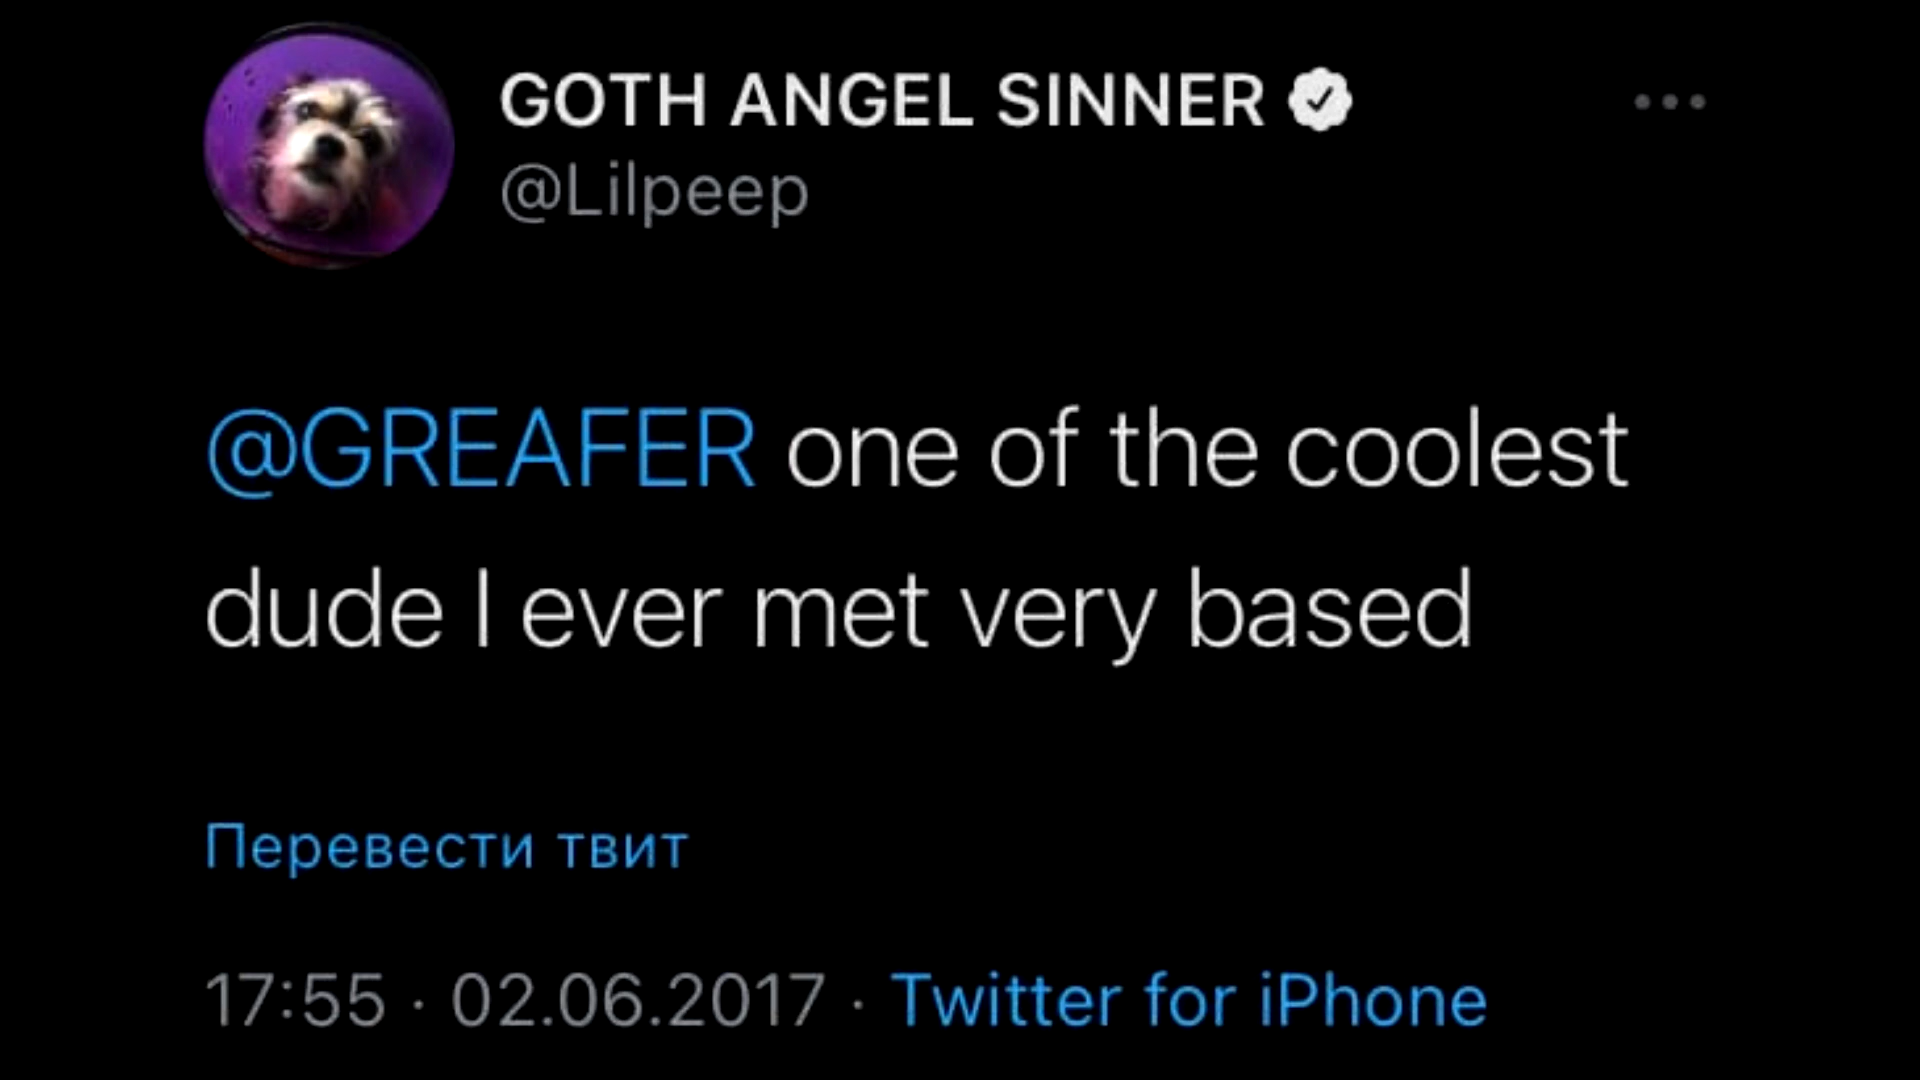 GOTH ANGEL SINNER
@Lilpeep
@GREAFER one of the coolest
dude I ever met very based
Перевести твит
17:55 · 02.06.2017 · Twitter for iPhone